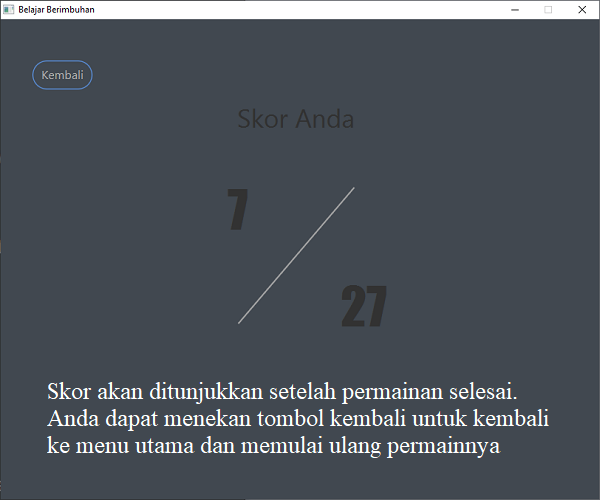 Belajar Berimbuhan
Kembali
Skor Anda
7
27
Skor akan ditunjukkan setelah permainan selesai.
Anda dapat menekan tombol kembali untuk kembali
ke menu utama dan memulai ulang permainnya